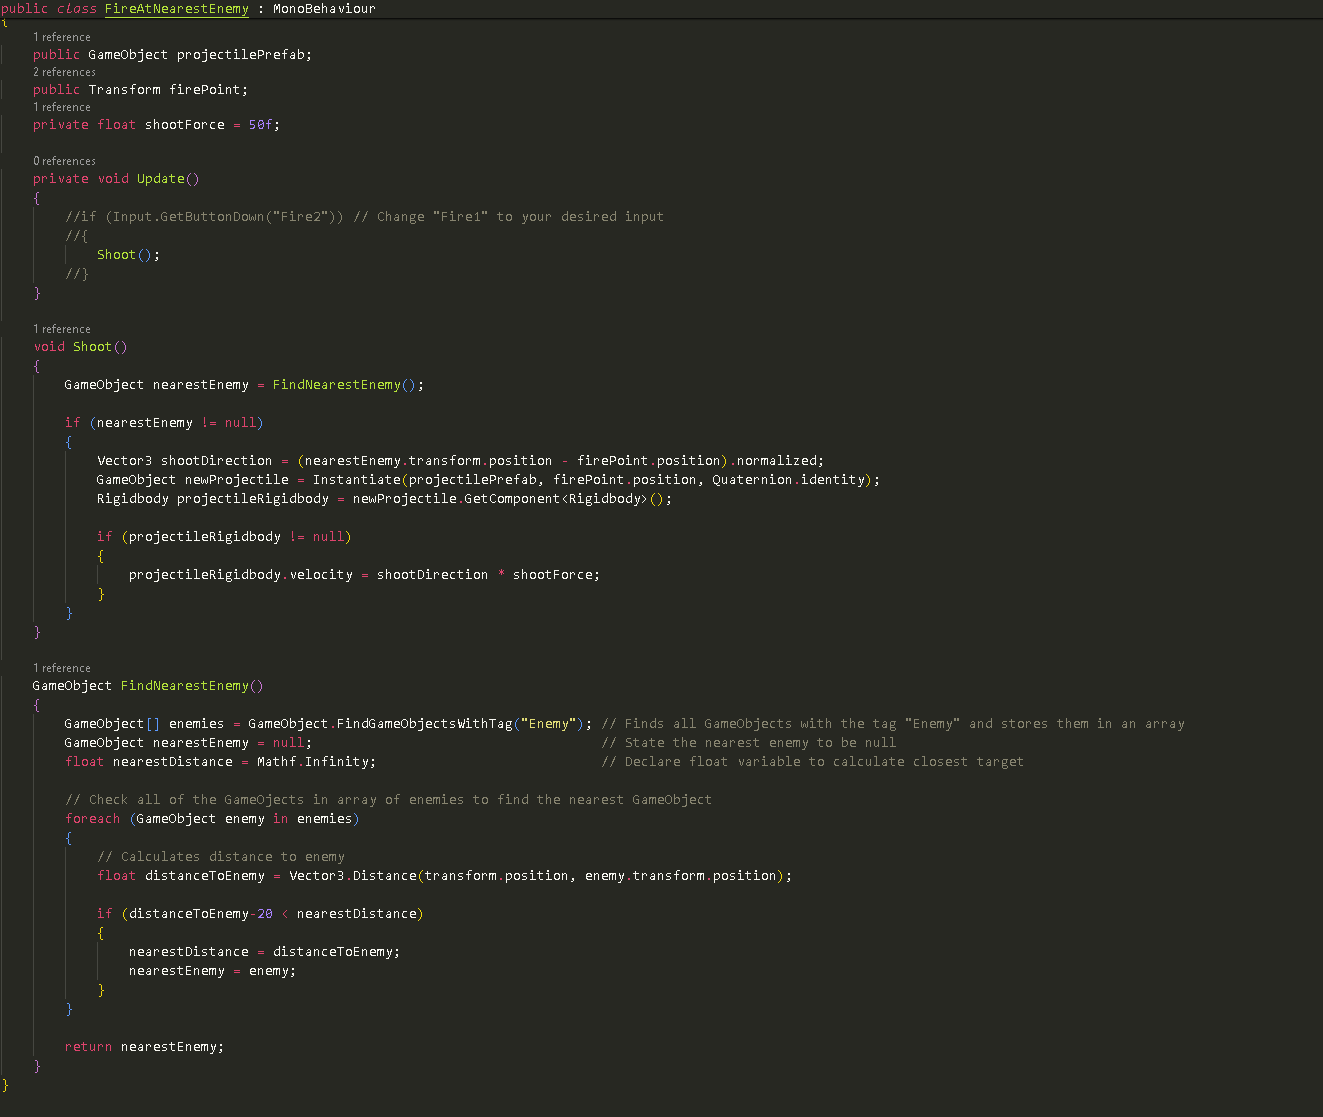 public class FireAtNearestEnemy : MonoBehaviour
{
1 reference
public GameObject projectilePrefab;
2 references
public Transform firePoint;
1 reference
private float shootForce = 50f;
0 references
private void Update()
{
//if (Input.GetButtonDown("Fire2")) // Change "Fire1" to your desired input
//{
Shoot();
//}
}
1 reference
void Shoot()
{
GameObject nearestEnemy = FindNearestEnemy();
if (nearestEnemy != null)
{
Vector3 shootDirection = (nearestEnemy.transform.position - firePoint.position).normalized;
GameObject newProjectile = Instantiate(projectilePrefab, firePoint.position, Quaternion.identity);
Rigidbody projectileRigidbody = newProjectile.GetComponent<Rigidbody>();
if (projectileRigidbody != null)
{
projectileRigidbody.velocity = shootDirection * shootForce;
}
}
}
1 reference
GameObject FindNearestEnemy()
{
GameObject[] enemies = GameObject.FindGameObjectsWithTag("Enemy"); // Finds all GameObjects with the tag "Enemy" and stores them in an array
GameObject nearestEnemy = null; // State the nearest enemy to be null
float nearestDistance = Mathf.Infinity; // Declare float variable to calculate closest target
// Check all of the GameOjects in array of enemies to find the nearest GameObject
foreach (GameObject enemy in enemies)
{
// Calculates distance to enemy
float distanceToEnemy = Vector3.Distance(transform.position, enemy.transform.position);
if (distanceToEnemy-20 < nearestDistance)
{
nearestDistance = distanceToEnemy;
nearestEnemy = enemy;
}
}
return nearestEnemy;
}
}